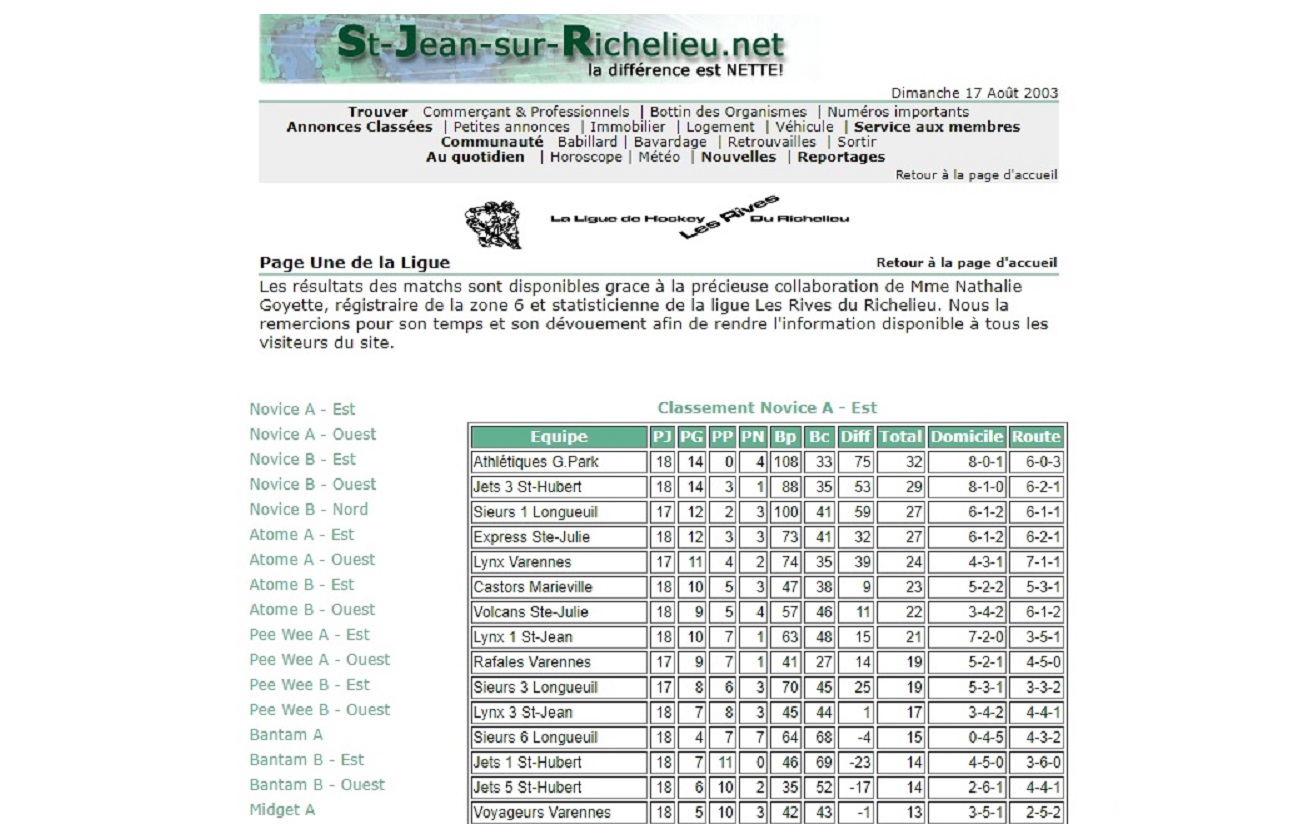 St-Jean-sur-Richelieu.net
la différence est NETTE!
Dimanche 17 Août 2003
Trouver Commerçant & Professionnels | Bottin des Organismes | Numéros importants
Annonces Classées | Petites annonces | Immobilier | Logement | Véhicule | Service aux membres
Communauté Babillard | Bavardage | Retrouvailles | Sortir
Au quotidien | Horoscope | Météo | Nouvelles | Reportages
Retour à la page d'accueil
La Ligue de Hockey Les Rives Du Richelieu
Page Une de la Ligue Retour à la page d'accueil
Les résultats des matchs sont disponibles grace à la précieuse collaboration de Mme Nathalie
Goyette, régistraire de la zone 6 et statisticienne de la ligue Les Rives du Richelieu. Nous la
remercions pour son temps et son dévouement afin de rendre l'information disponible à tous les
visiteurs du site.
Novice A - Est
Novice A - Ouest
Novice B - Est
Novice B - Ouest
Novice B - Nord
Atome A - Est
Atome A - Ouest
Atome B - Est
Atome B - Ouest
Pee Wee A - Est
Pee Wee A - Ouest
Pee Wee B - Est
Pee Wee B - Ouest
Bantam A
Bantam B - Est
Bantam B - Ouest
Midget A
Classement Novice A - Est
Equipe PJ PG PP PN Bp Bc Diff Total Domicile Route
Athlétiques G.Park 18 14 0 4 108 33 75 32 8-0-1 6-0-3
Jets 3 St-Hubert 18 14 3 1 88 35 53 29 8-1-0 6-2-1
Sieurs 1 Longueuil 17 12 2 3 100 41 59 27 6-1-2 6-1-1
Express Ste-Julie 18 12 3 3 73 41 32 27 6-1-2 6-2-1
Lynx Varennes 17 11 4 2 74 35 39 24 4-3-1 7-1-1
Castors Marieville 18 10 5 3 47 38 9 23 5-2-2 5-3-1
Volcans Ste-Julie 18 9 5 4 57 46 11 22 3-4-2 6-1-2
Lynx 1 St-Jean 18 10 7 1 63 48 15 21 7-2-0 3-5-1
Rafales Varennes 17 9 7 1 41 27 14 19 5-2-1 4-5-0
Sieurs 3 Longueuil 17 8 6 3 70 45 25 19 5-3-1 3-3-2
Lynx 3 St-Jean 18 7 8 3 45 44 1 17 3-4-2 4-4-1
Sieurs 6 Longueuil 18 4 7 7 64 68 -4 15 0-4-5 4-3-2
Jets 1 St-Hubert 18 7 11 0 46 69 -23 14 4-5-0 3-6-0
Jets 5 St-Hubert 18 6 10 2 35 52 -17 14 2-6-1 4-4-1
Voyageurs Varennes 18 5 10 3 42 43 -1 13 3-5-1 2-5-2